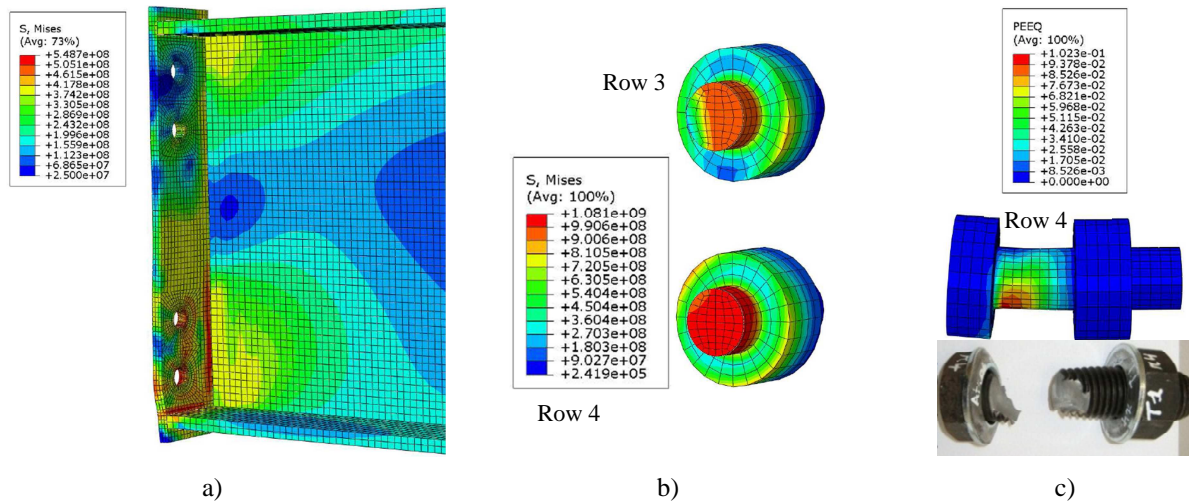 S, Mises
(Avg: 73%)
+5.487e+08
+5.051e+08
+4.615e+08
+4.178e+08
+3.742e+08
+3.305e+08
+2.869e+08
+2.432e+08
+1.996e+08
+1.559e+08
+1.123e+08
+6.865e+07
+2.500e+07
Row 3
S, Mises
(Avg: 100%)
+1.081e+09
+9.906e+08
+9.006e+08
+8.105e+08
+7.205e+08
+6.305e+08
+5.404e+08
+4.504e+08
+3.604e+08
+2.703e+08
+1.803e+08
+9.027e+07
+2.419e+05
Row 4
PEEQ
(Avg: 100%)
+1.023e-01
+9.378e-02
+8.526e-02
+7.673e-02
+6.821e-02
+5.968e-02
+5.115e-02
+4.263e-02
+3.410e-02
+2.558e-02
+1.705e-02
+8.526e-03
+0.000e+00
Row 4
a)
b)
c)